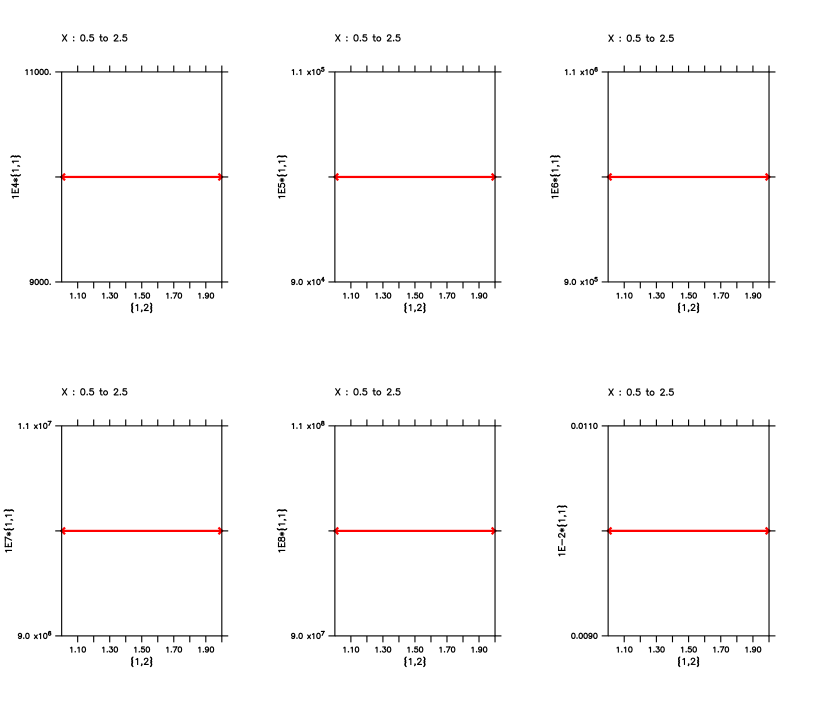 X : 0.5 to 2.5
11000.
1E4*{1,1}
9000.
1.10 1.30 1.50 1.70 1.90
{1,2}
X : 0.5 to 2.5
1.1 x10⁵
1E5*{1,1}
9.0 x10⁴
1.10 1.30 1.50 1.70 1.90
{1,2}
X : 0.5 to 2.5
1.1 x10⁶
1E6*{1,1}
9.0 x10⁵
1.10 1.30 1.50 1.70 1.90
{1,2}
X : 0.5 to 2.5
1.1 x10⁷
1E7*{1,1}
9.0 x10⁶
1.10 1.30 1.50 1.70 1.90
{1,2}
X : 0.5 to 2.5
1.1 x10⁸
1E8*{1,1}
9.0 x10⁷
1.10 1.30 1.50 1.70 1.90
{1,2}
X : 0.5 to 2.5
0.0110
1E-2*{1,1}
0.0090
1.10 1.30 1.50 1.70 1.90
{1,2}